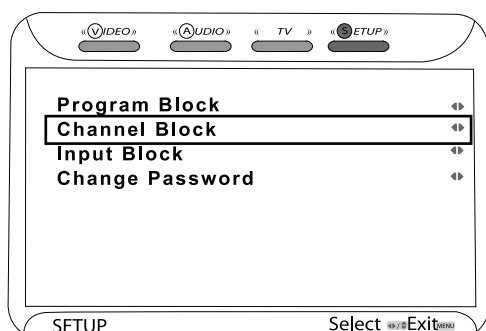 «VIDEO» «AUDIO» « TV » «SETUP»
Program Block
Channel Block
Input Block
Change Password
SETUP Select Exit MENU